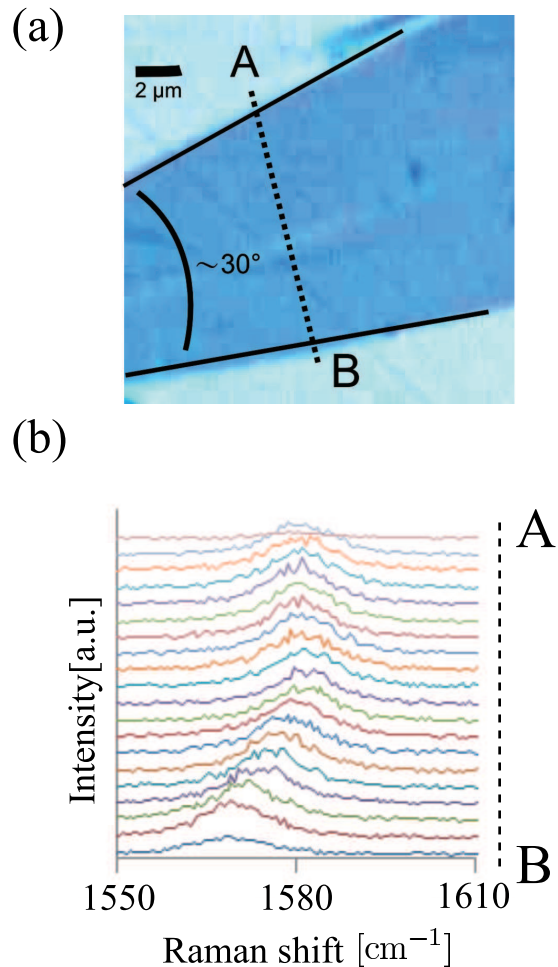 (a)
A
2 μm
~30°
B
(b)
A
Intensity[a.u.]
B
1550 1580 1610
Raman shift [cm⁻¹]